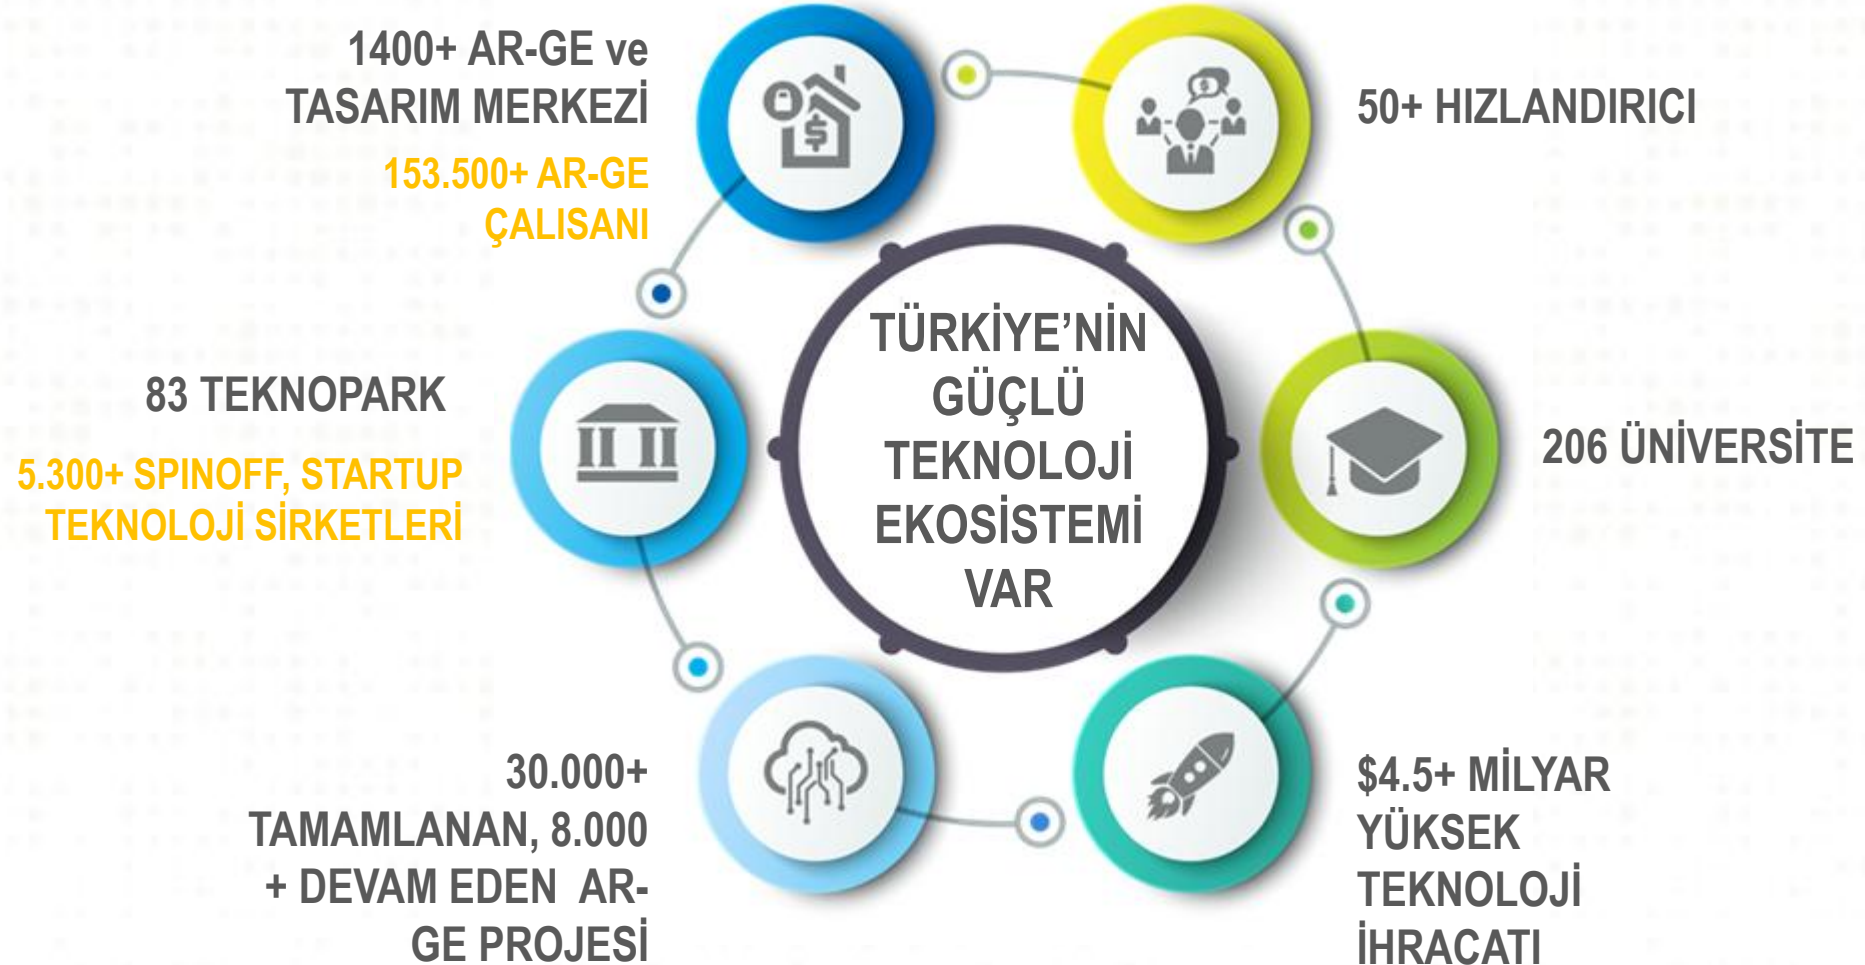 1400+ AR-GE ve
TASARIM MERKEZİ
153.500+ AR-GE
ÇALISANI
50+ HIZLANDIRICI
83 TEKNOPARK
5.300+ SPINOFF, STARTUP
TEKNOLOJİ SİRKETLERİ
TÜRKİYE’NİN
GÜÇLÜ
TEKNOLOJİ
EKOSİSTEMİ
VAR
206 ÜNİVERSİTE
30.000+
TAMAMLANAN, 8.000
+ DEVAM EDEN AR-
GE PROJESİ
$4.5+ MİLYAR
YÜKSEK
TEKNOLOJİ
İHRACATI